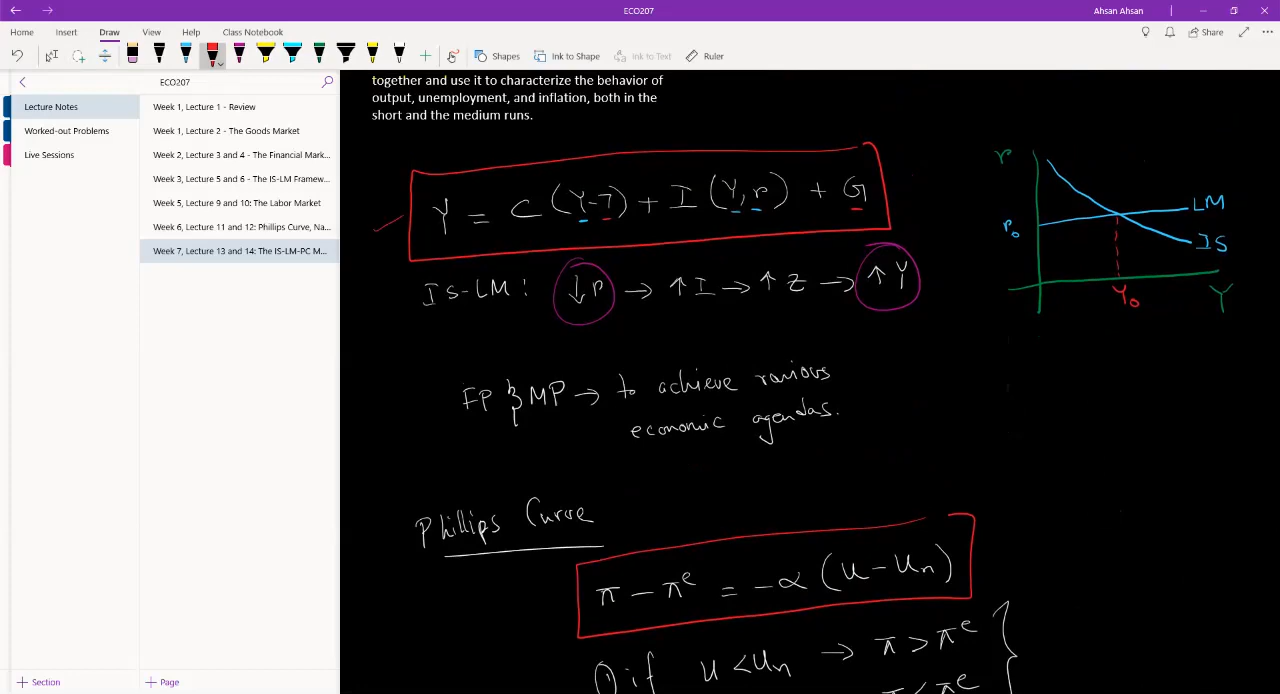 ECO207
Ahsan Ahsan
Home Insert Draw View Help Class Notebook
Share
Shapes Ink to Shape Ink to Text Ruler
ECO207
Lecture Notes
Worked-out Problems
Live Sessions
Week 1, Lecture 1 - Review
Week 1, Lecture 2 - The Goods Market
Week 2, Lecture 3 and 4 - The Financial Mark...
Week 3, Lecture 5 and 6 - The IS-LM Framew...
Week 5, Lecture 9 and 10: The Labor Market
Week 6, Lecture 11 and 12: Phillips Curve, Na...
Week 7, Lecture 13 and 14: The IS-LM-PC M...
+ Section
+ Page
together and use it to characterize the behavior of
output, unemployment, and inflation, both in the
short and the medium runs.
Y = C (Y-T) + I (Y, r) + G
IS-LM: ↓ r → ↑ I → ↑ Z → ↑ Y
r
LM
r₀
IS
Y₀
Y
FP & MP → to achieve various
economic agendas.
Phillips Curve
π - πᵉ = -α (u - uₙ)
① if u < uₙ → π > πᵉ
π < πᵉ